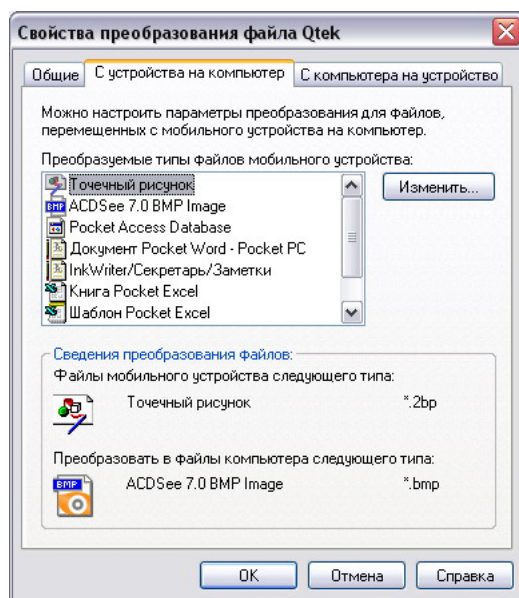 Свойства преобразования файла Qtek
Общие
С устройства на компьютер
С компьютера на устройство
Можно настроить параметры преобразования для файлов,
перемещенных с мобильного устройства на компьютер.
Преобразуемые типы файлов мобильного устройства:
Точечный рисунок
Изменить...
BMP ACDSee 7.0 BMP Image
Pocket Access Database
Документ Pocket Word - Pocket PC
InkWriter/Секретарь/Заметки
Книга Pocket Excel
Шаблон Pocket Excel
Сведения преобразования файлов:
Файлы мобильного устройства следующего типа:
Точечный рисунок *.2bp
Преобразовать в файлы компьютера следующего типа:
BMP ACDSee 7.0 BMP Image *.bmp
OK
Отмена
Справка